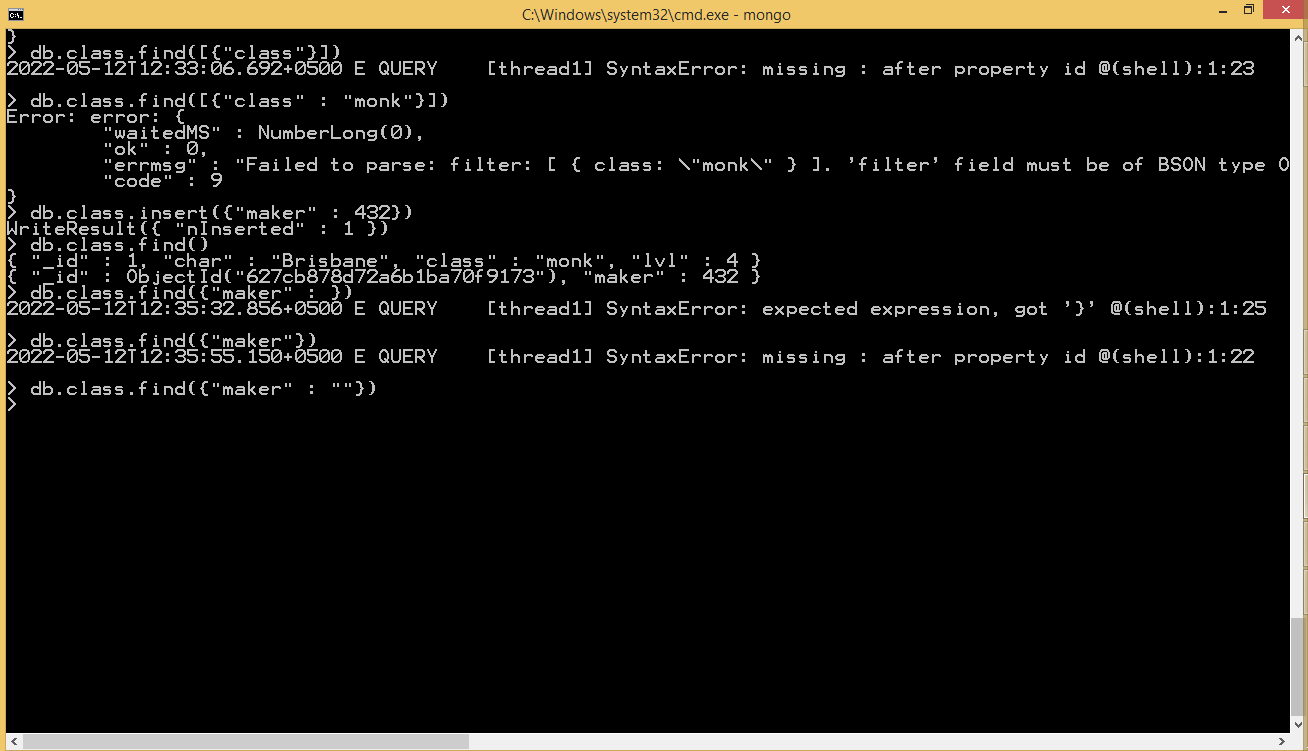 C:\Windows\system32\cmd.exe - mongo
}
> db.class.find([{"class"}])
2022-05-12T12:33:06.692+0500 E QUERY    [thread1] SyntaxError: missing : after property id @(shell):1:23
> db.class.find([{"class" : "monk"}])
Error: error: {
        "waitedMS" : NumberLong(0),
        "ok" : 0,
        "errmsg" : "Failed to parse: filter: [ { class: \"monk\" } ]. 'filter' field must be of BSON type O
        "code" : 9
}
> db.class.insert({"maker" : 432})
WriteResult({ "nInserted" : 1 })
> db.class.find()
{ "_id" : 1, "char" : "Brisbane", "class" : "monk", "lvl" : 4 }
{ "_id" : ObjectId("627cb878d72a6b1ba70f9173"), "maker" : 432 }
> db.class.find({"maker" : })
2022-05-12T12:35:32.856+0500 E QUERY    [thread1] SyntaxError: expected expression, got '}' @(shell):1:25
> db.class.find({"maker"})
2022-05-12T12:35:55.150+0500 E QUERY    [thread1] SyntaxError: missing : after property id @(shell):1:22
> db.class.find({"maker" : ""})
>